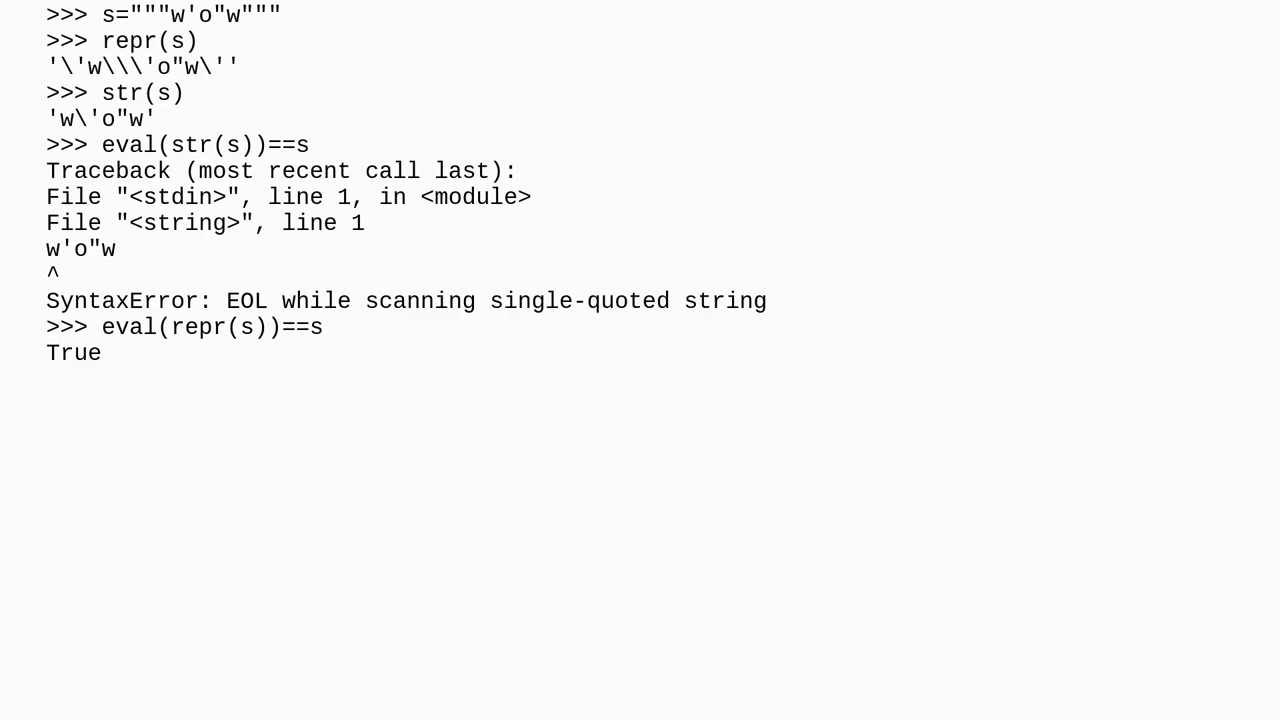 >>> s="""w'o"w"""
>>> repr(s)
'\'w\\\'o"w\''
>>> str(s)
'w\'o"w'
>>> eval(str(s))==s
Traceback (most recent call last):
File "<stdin>", line 1, in <module>
File "<string>", line 1
w'o"w
^
SyntaxError: EOL while scanning single-quoted string
>>> eval(repr(s))==s
True